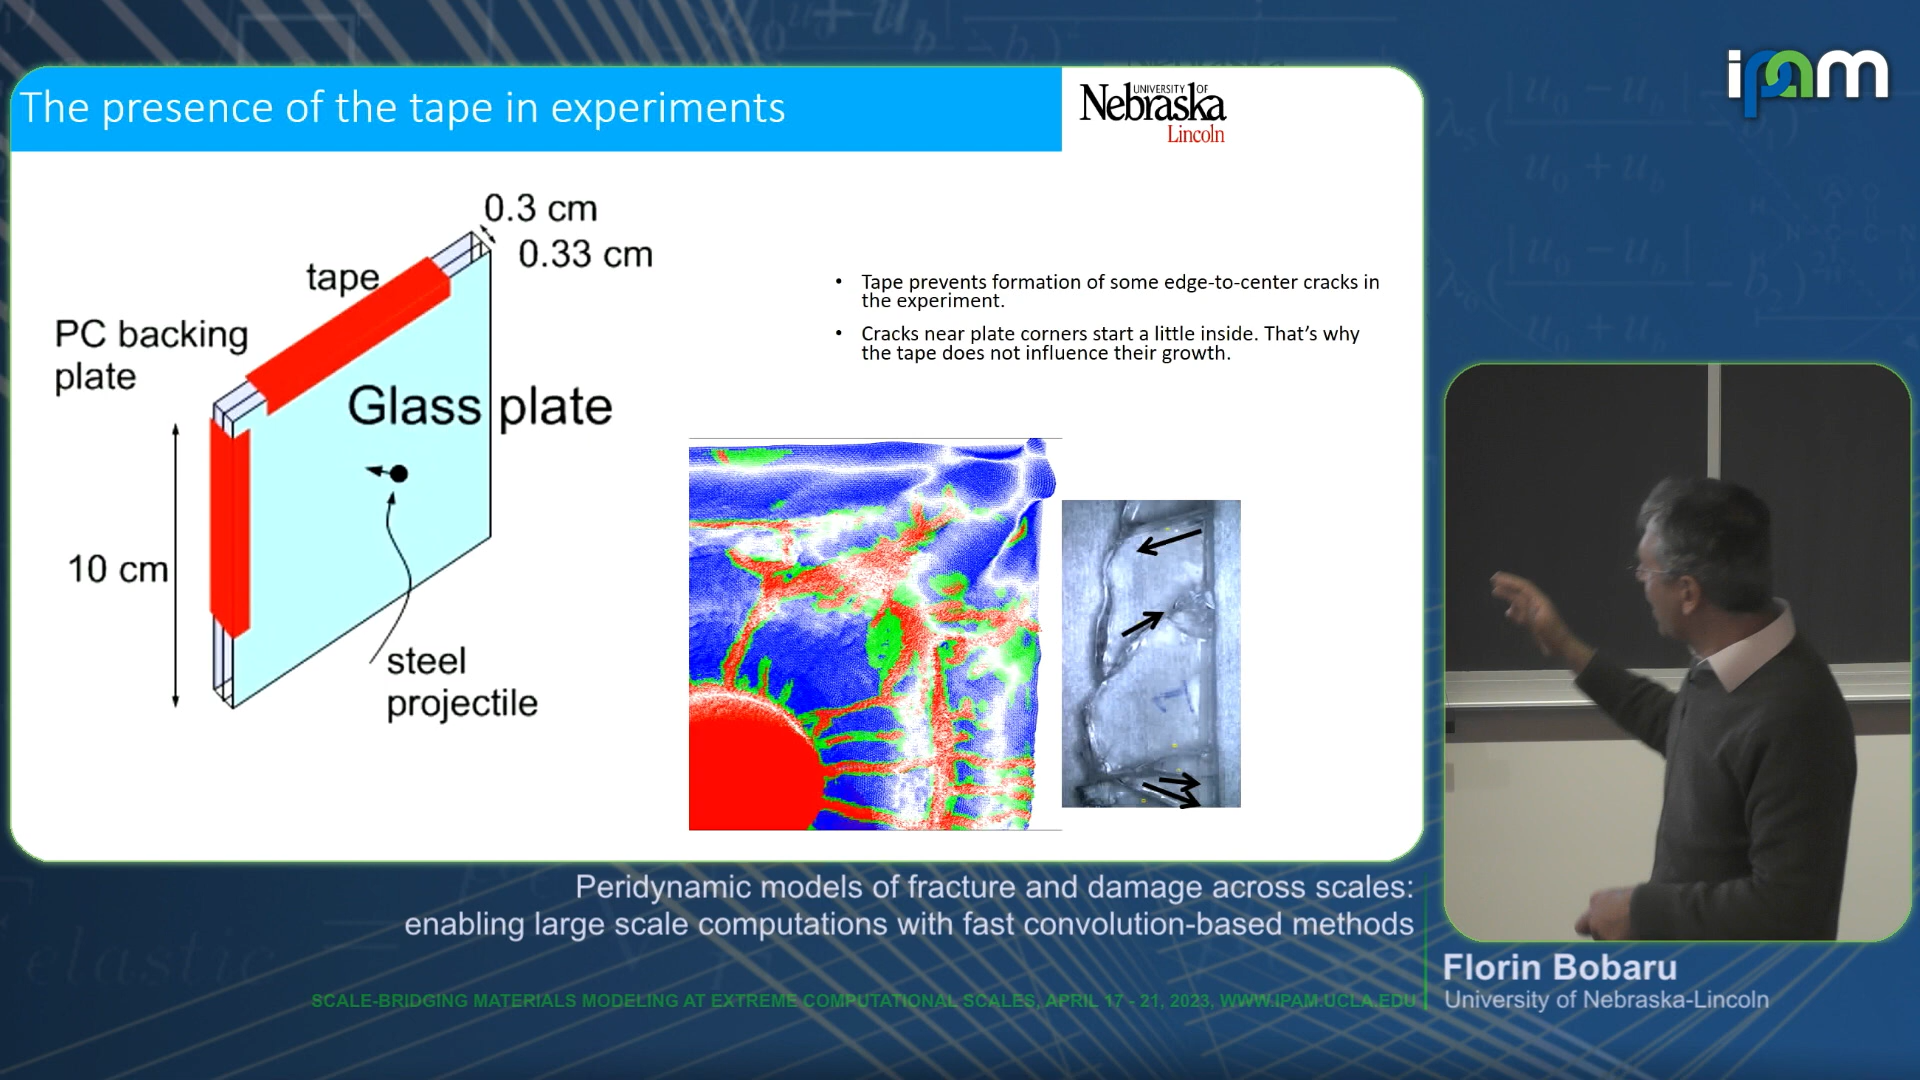 ipam
The presence of the tape in experiments
UNIVERSITY OF
Nebraska
Lincoln
0.3 cm
0.33 cm
tape
PC backing
plate
Glass plate
10 cm
steel
projectile
• Tape prevents formation of some edge-to-center cracks in
the experiment.
• Cracks near plate corners start a little inside. That's why
the tape does not influence their growth.
Peridynamic models of fracture and damage across scales:
enabling large scale computations with fast convolution-based methods
Florin Bobaru
University of Nebraska-Lincoln
SCALE-BRIDGING MATERIALS MODELING AT EXTREME COMPUTATIONAL SCALES, APRIL 17 - 21, 2023, WWW.IPAM.UCLA.EDU
elastic